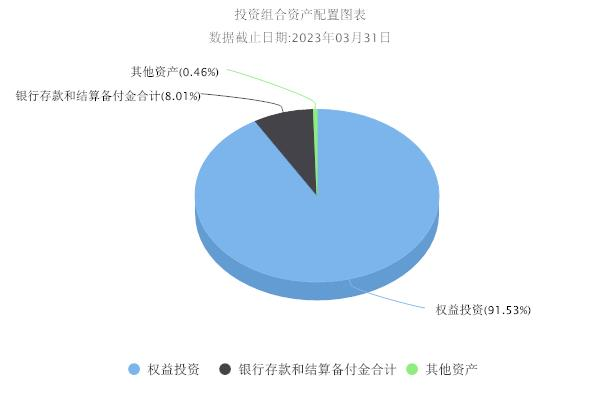 投资组合资产配置图表
数据截止日期:2023年03月31日
其他资产(0.46%)
银行存款和结算备付金合计(8.01%)
权益投资(91.53%)
权益投资 银行存款和结算备付金合计 其他资产